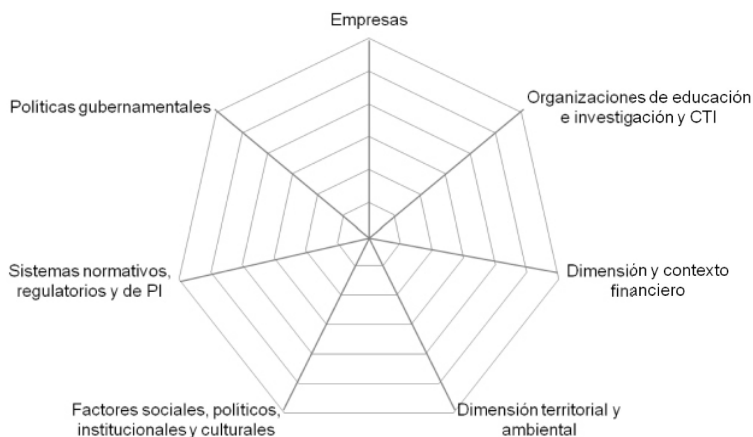 Empresas
Organizaciones de educación
e investigación y CTI
Dimensión y contexto
financiero
Dimensión territorial y
ambiental
Factores sociales, políticos,
institucionales y culturales
Sistemas normativos,
regulatorios y de PI
Políticas gubernamentales